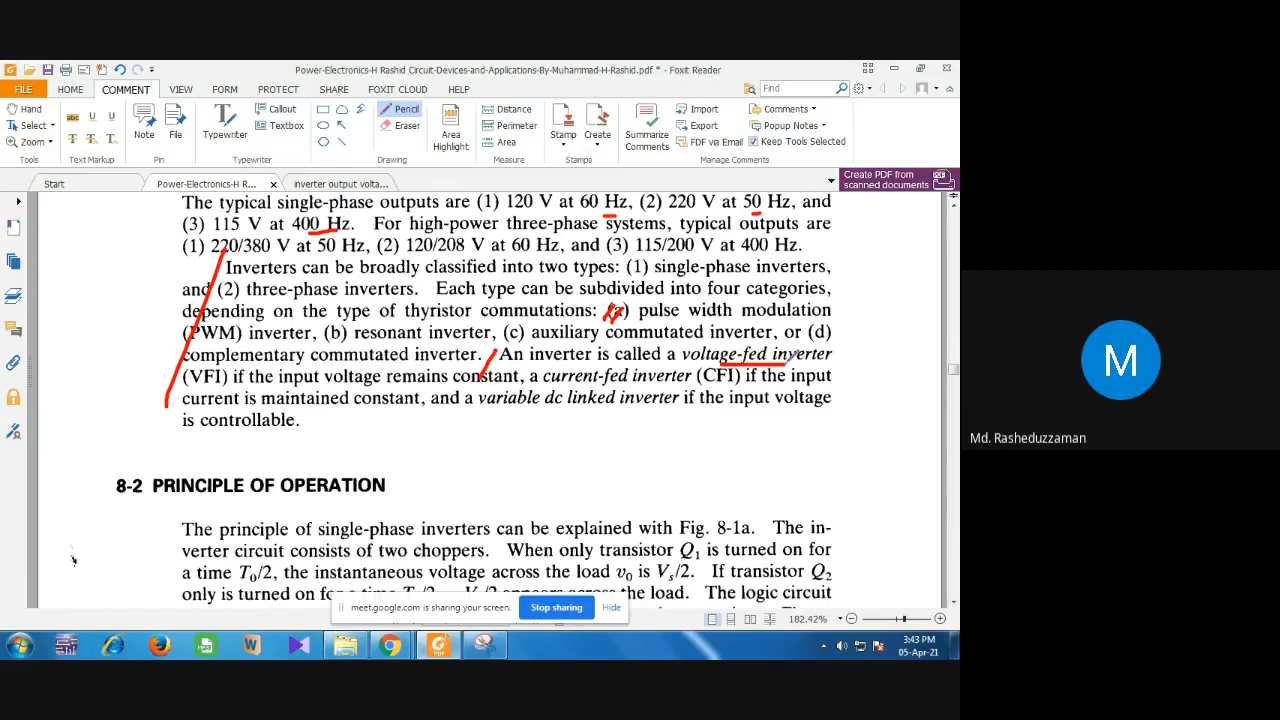 Power-Electronics-H Rashid Circuit-Devices-and-Applications-By-Muhammad-H-Rashid.pdf * - Foxit Reader
FILE HOME COMMENT VIEW FORM PROTECT SHARE FOXIT CLOUD HELP Find
Hand Callout Pencil Distance Import Comments
Select Textbox Eraser Perimeter Export Popup Notes
Zoom Note File Typewriter Area Highlight Area Stamp Create Summarize Comments PDF via Email Keep Tools Selected
Tools Text Markup Pin Typewriter Drawing Measure Stamps Manage Comments
Start Power-Electronics-H R... inverter output volta... Create PDF from scanned documents
The typical single-phase outputs are (1) 120 V at 60 Hz, (2) 220 V at 50 Hz, and
(3) 115 V at 400 Hz. For high-power three-phase systems, typical outputs are
(1) 220/380 V at 50 Hz, (2) 120/208 V at 60 Hz, and (3) 115/200 V at 400 Hz.
Inverters can be broadly classified into two types: (1) single-phase inverters,
and (2) three-phase inverters. Each type can be subdivided into four categories,
depending on the type of thyristor commutations: (a) pulse width modulation
(PWM) inverter, (b) resonant inverter, (c) auxiliary commutated inverter, or (d)
complementary commutated inverter. An inverter is called a voltage-fed inverter
(VFI) if the input voltage remains constant, a current-fed inverter (CFI) if the input
current is maintained constant, and a variable dc linked inverter if the input voltage
is controllable.
8-2 PRINCIPLE OF OPERATION
The principle of single-phase inverters can be explained with Fig. 8-1a. The in-
verter circuit consists of two choppers. When only transistor Q1 is turned on for
a time T0/2, the instantaneous voltage across the load v0 is Vs/2. If transistor Q2
only is turned on for a time the load. The logic circuit
meet.google.com is sharing your screen. Stop sharing Hide
182.42%
3:43 PM
05-Apr-21
M
Md. Rasheduzzaman